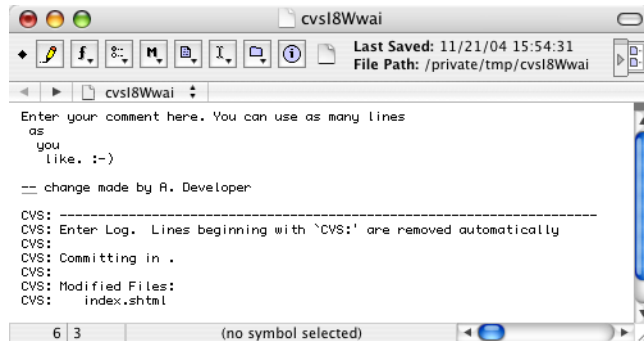 cvsI8Wwai
Last Saved: 11/21/04 15:54:31
File Path: /private/tmp/cvsI8Wwai
cvsI8Wwai
Enter your comment here. You can use as many lines
 as
  you
   like. :-)

-- change made by A. Developer

CVS: ----------------------------------------------------------------------
CVS: Enter Log.  Lines beginning with `CVS:' are removed automatically
CVS:
CVS: Committing in .
CVS:
CVS: Modified Files:
CVS:    index.shtml
6 3 (no symbol selected)